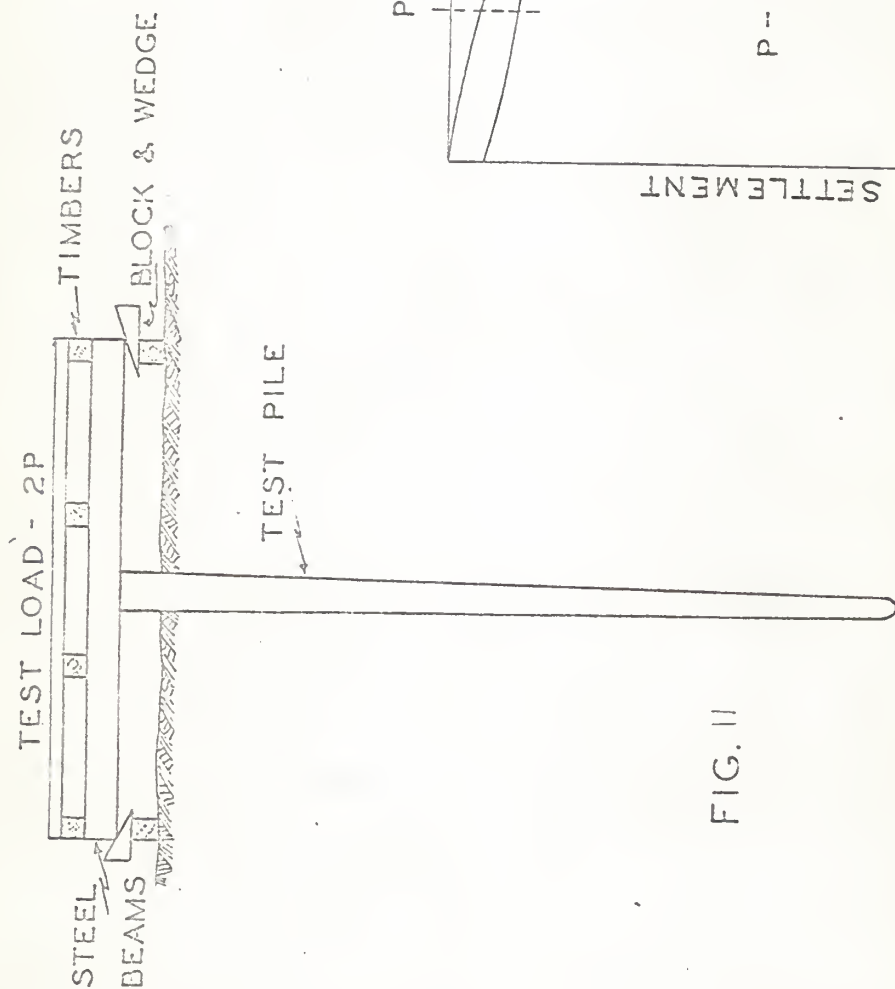 TEST LOAD - 2P
TIMBERS
STEEL
BEAMS
BLOCK & WEDGE
TEST PILE
FIG. 11
P
SETTLEMENT
P-